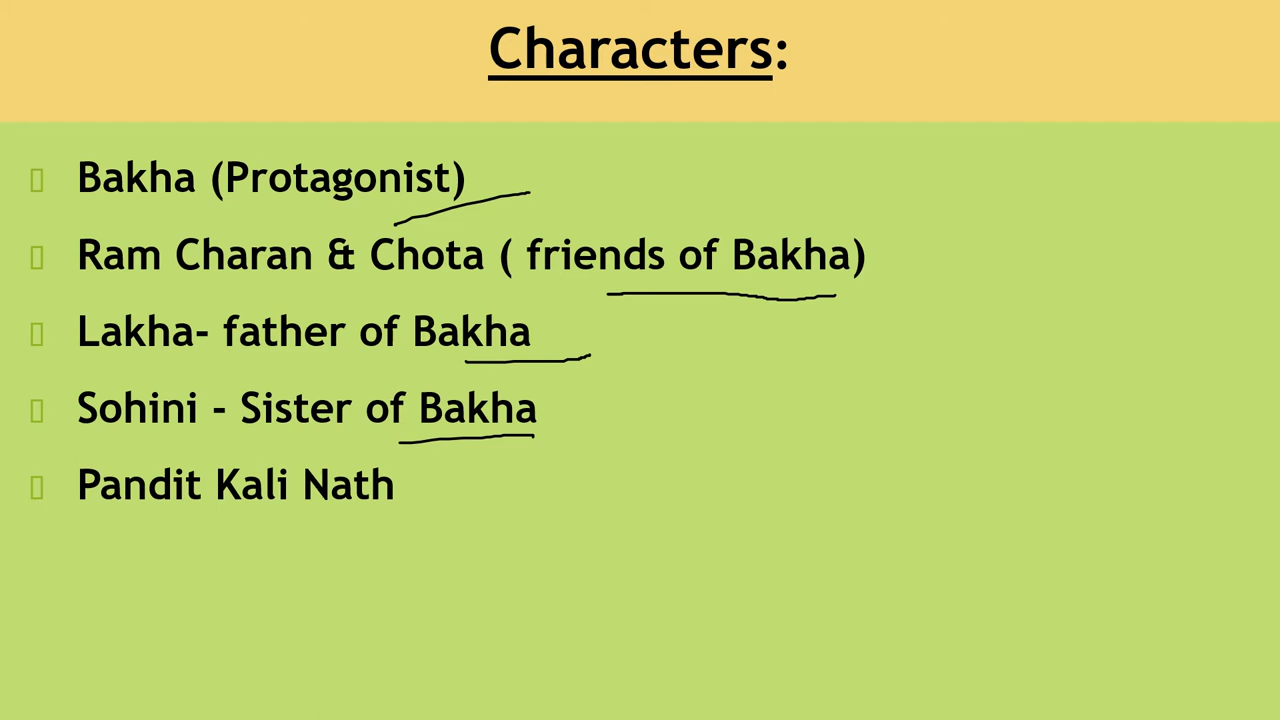 Characters:
Bakha (Protagonist)
Ram Charan & Chota ( friends of Bakha)
Lakha- father of Bakha
Sohini - Sister of Bakha
Pandit Kali Nath